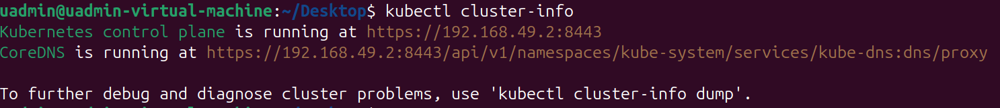 uadmin@uadmin-virtual-machine:~/Desktop$ kubectl cluster-info
Kubernetes control plane is running at https://192.168.49.2:8443
CoreDNS is running at https://192.168.49.2:8443/api/v1/namespaces/kube-system/services/kube-dns:dns/proxy
To further debug and diagnose cluster problems, use 'kubectl cluster-info dump'.